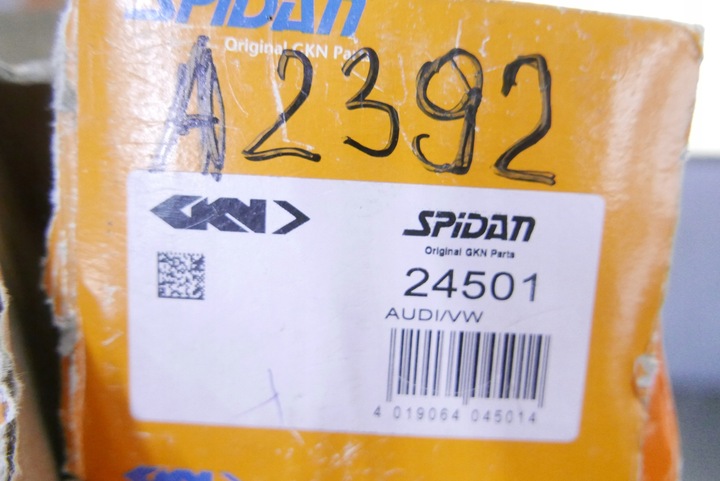 SPIDAN
Original GKN Parts
A2392
GKN
SPIDAN
Original GKN Parts
24501
AUDI/VW
4 019064 045014